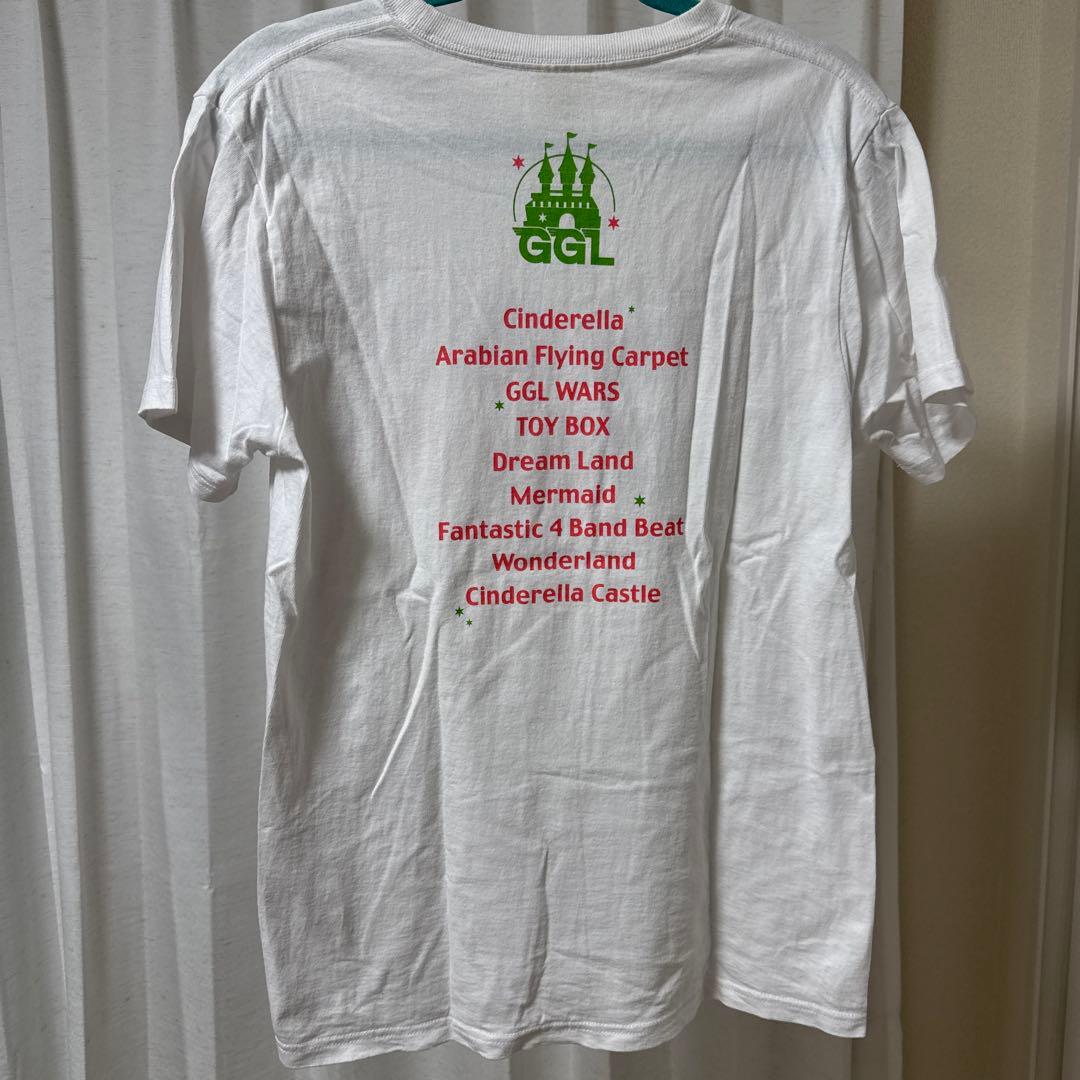 GGL
Cinderella
Arabian Flying Carpet
GGL WARS
TOY BOX
Dream Land
Mermaid
Fantastic 4 Band Beat
Wonderland
Cinderella Castle